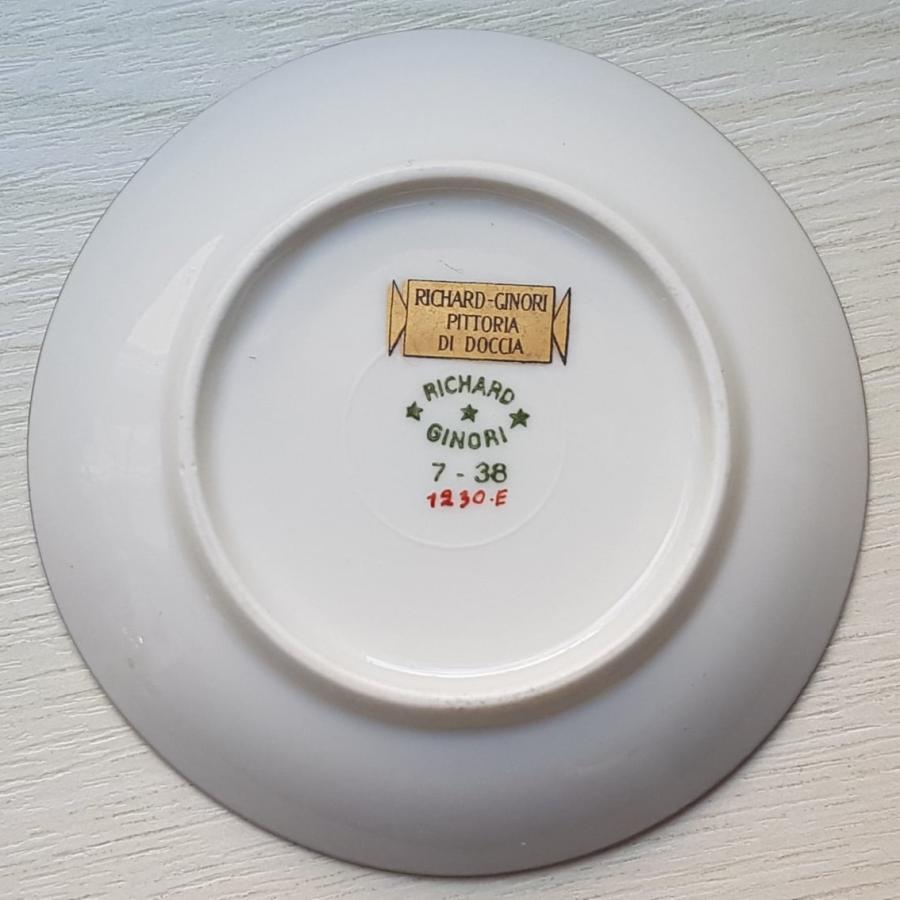 RICHARD-GINORI
PITTORIA
DI DOCCIA
RICHARD
GINORI
7 - 38
1230.E